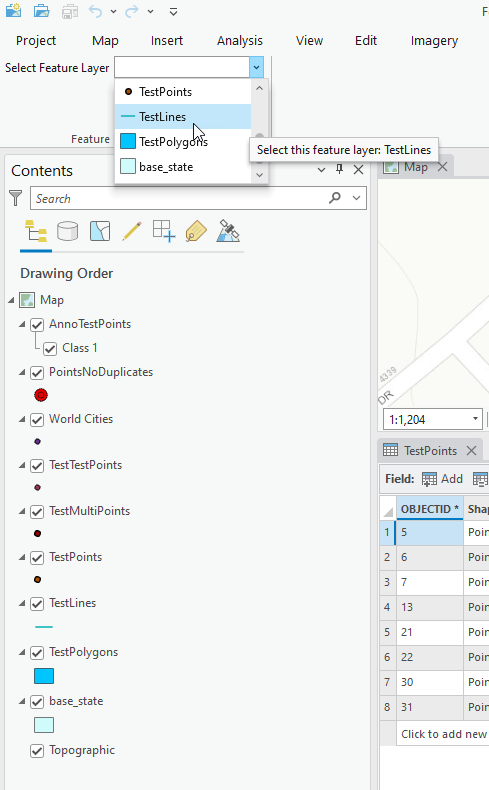 F
Project Map Insert Analysis View Edit Imagery
Select Feature Layer
TestPoints
TestLines
TestPolygons
base_state
Select this feature layer: TestLines
Feature
Contents
Search
Drawing Order
Map
AnnoTestPoints
Class 1
PointsNoDuplicates
World Cities
TestTestPoints
TestMultiPoints
TestPoints
TestLines
TestPolygons
base_state
Topographic
Map
4339
DR
1:1,204
TestPoints
Field: Add
OBJECTID * Shap
1 5 Poin
2 6 Poin
3 7 Poin
4 13 Poin
5 21 Poin
6 22 Poin
7 30 Poin
8 31 Poin
Click to add new